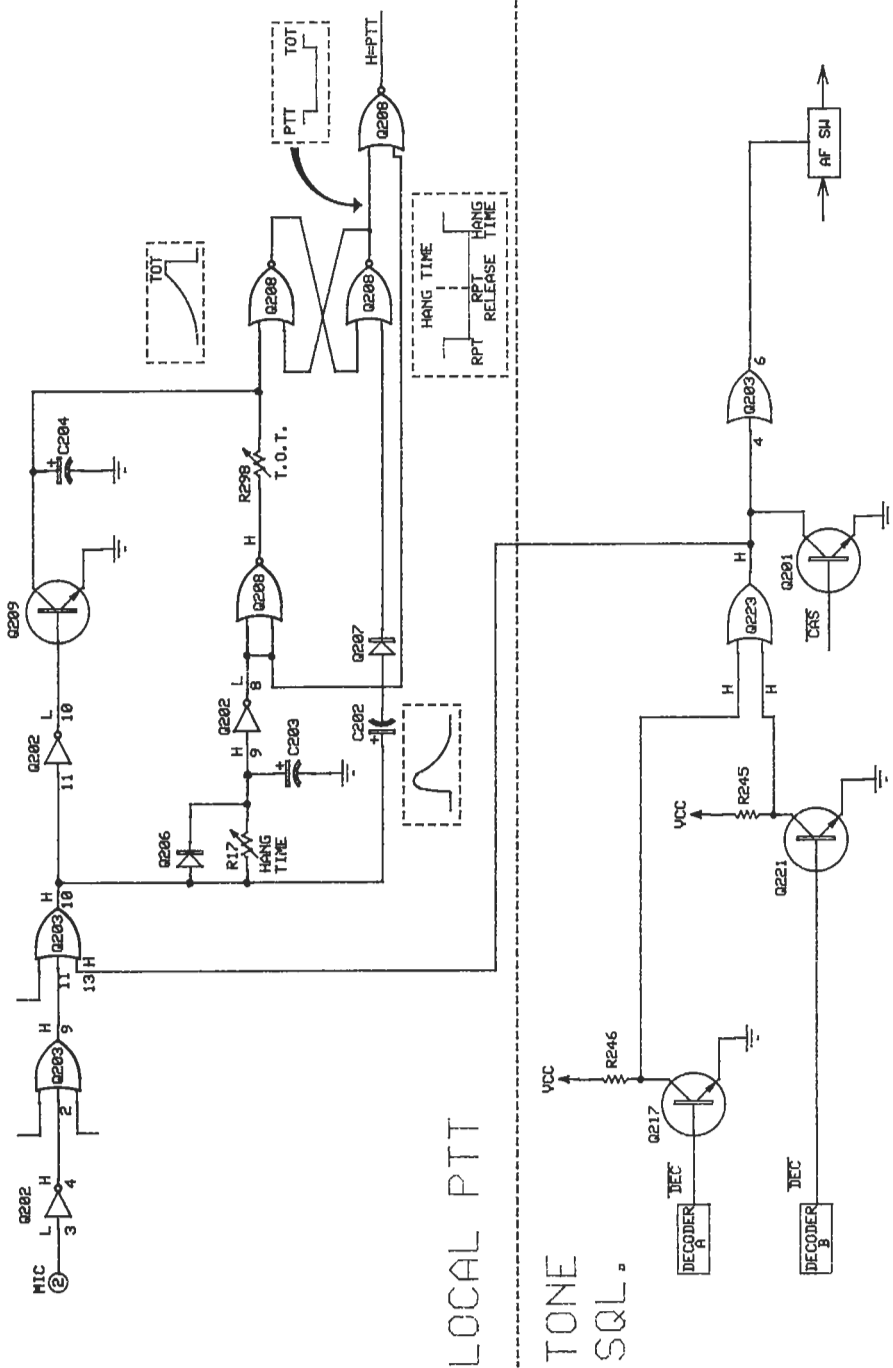 MIC
2
L
3
Q202
H
4
2
Q203
H
9
11
13
H
Q203
H
10
11
Q202
L
10
Q209
+
C204
TOT
Q206
R17
HANG
TIME
H
9
+
C203
Q202
L
8
Q208
H
R298
T.O.T.
Q208
Q208
+
C202
Q207
PTT
TOT
Q208
H=PTT
HANG TIME
RPT
RPT
RELEASE
HANG
TIME
LOCAL PTT
TONE
SQL.
DECODER
A
DEC
Q217
VCC
R246
DECODER
B
DEC
Q221
VCC
R245
H
H
Q223
H
CAS
Q201
4
Q203
6
AF SW